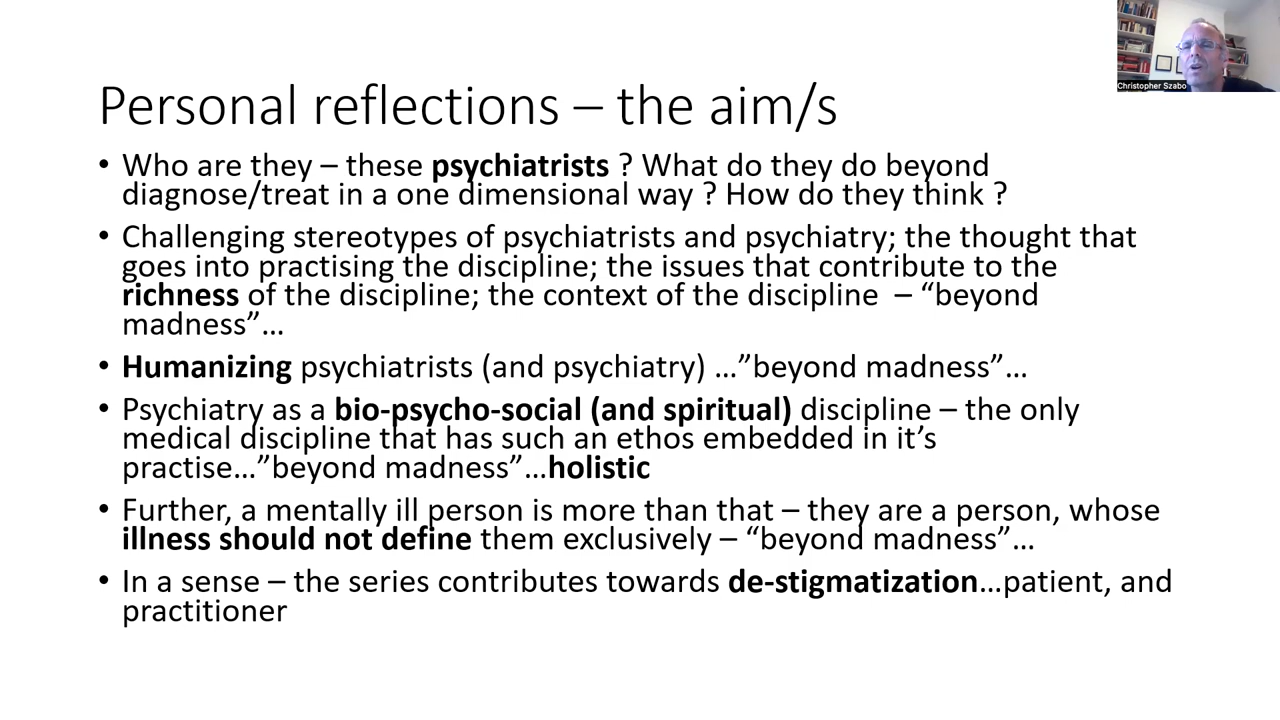 Christopher Szabo
Personal reflections – the aim/s
• Who are they – these psychiatrists ? What do they do beyond
diagnose/treat in a one dimensional way ? How do they think ?
• Challenging stereotypes of psychiatrists and psychiatry; the thought that
goes into practising the discipline; the issues that contribute to the
richness of the discipline; the context of the discipline – “beyond
madness”…
• Humanizing psychiatrists (and psychiatry) …”beyond madness”…
• Psychiatry as a bio-psycho-social (and spiritual) discipline – the only
medical discipline that has such an ethos embedded in it’s
practise…”beyond madness”…holistic
• Further, a mentally ill person is more than that – they are a person, whose
illness should not define them exclusively – “beyond madness”…
• In a sense – the series contributes towards de-stigmatization…patient, and
practitioner